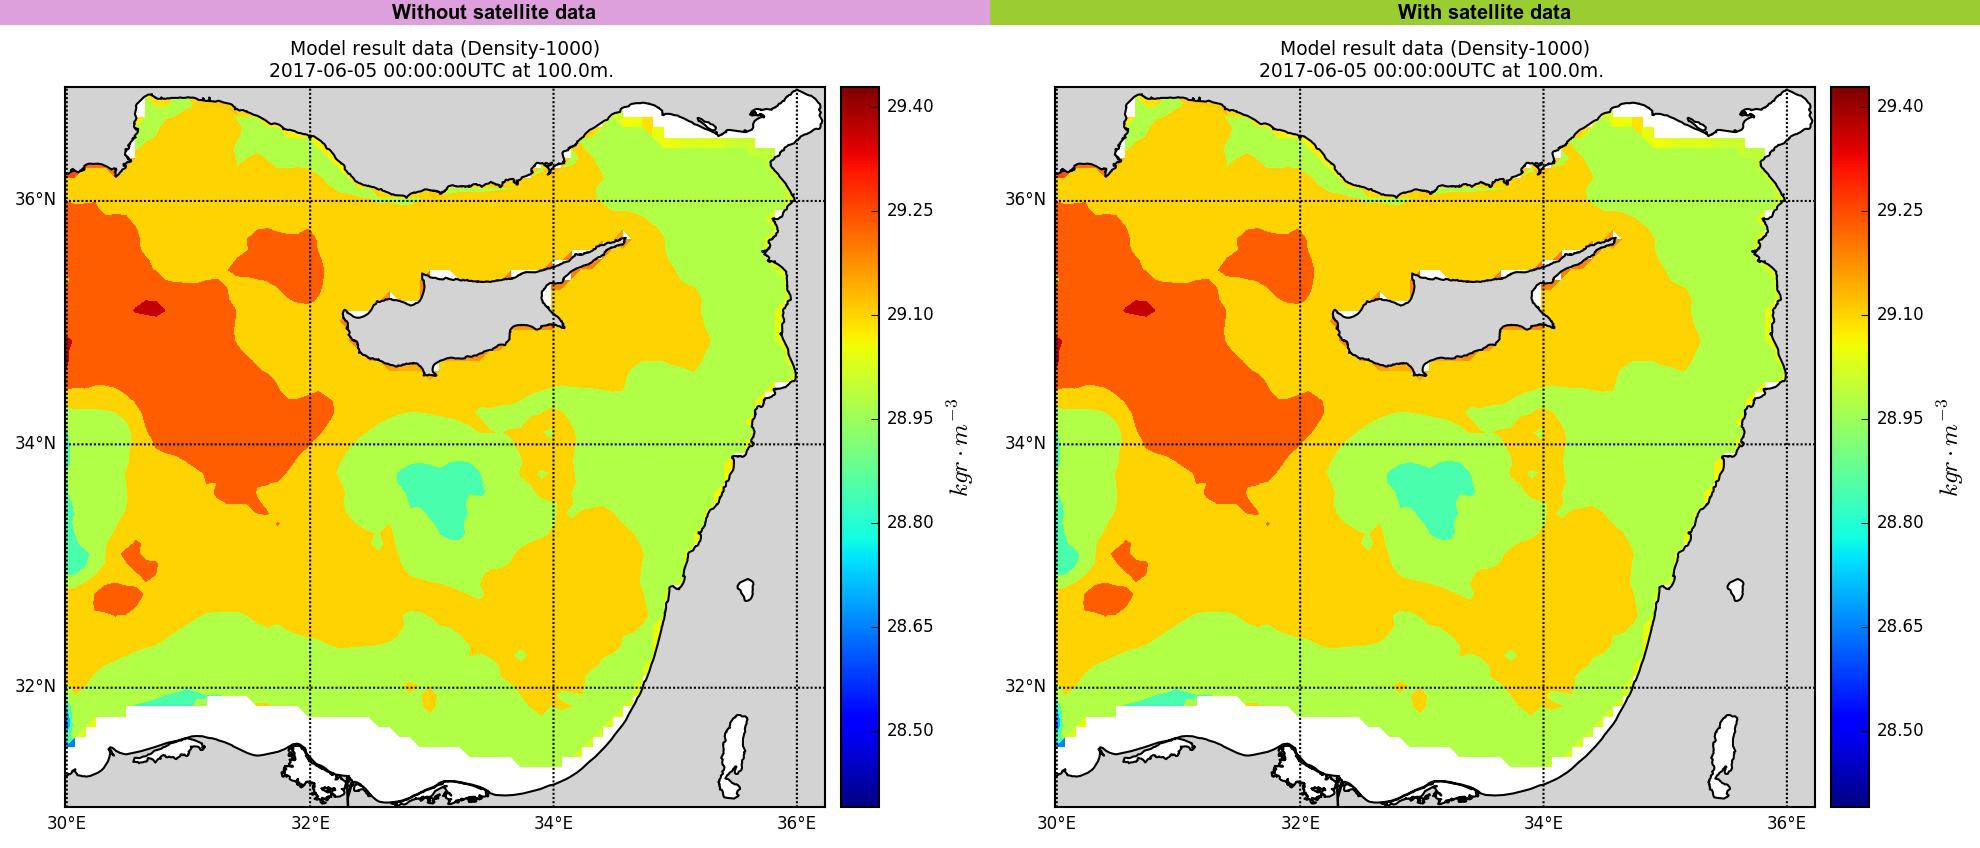 Without satellite data
With satellite data
Model result data (Density-1000)
2017-06-05 00:00:00UTC at 100.0m.
36°N
34°N
32°N
30°E
32°E
34°E
36°E
29.40
29.25
29.10
28.95
28.80
28.65
28.50
kgr · m⁻³
Model result data (Density-1000)
2017-06-05 00:00:00UTC at 100.0m.
36°N
34°N
32°N
30°E
32°E
34°E
36°E
29.40
29.25
29.10
28.95
28.80
28.65
28.50
kgr · m⁻³